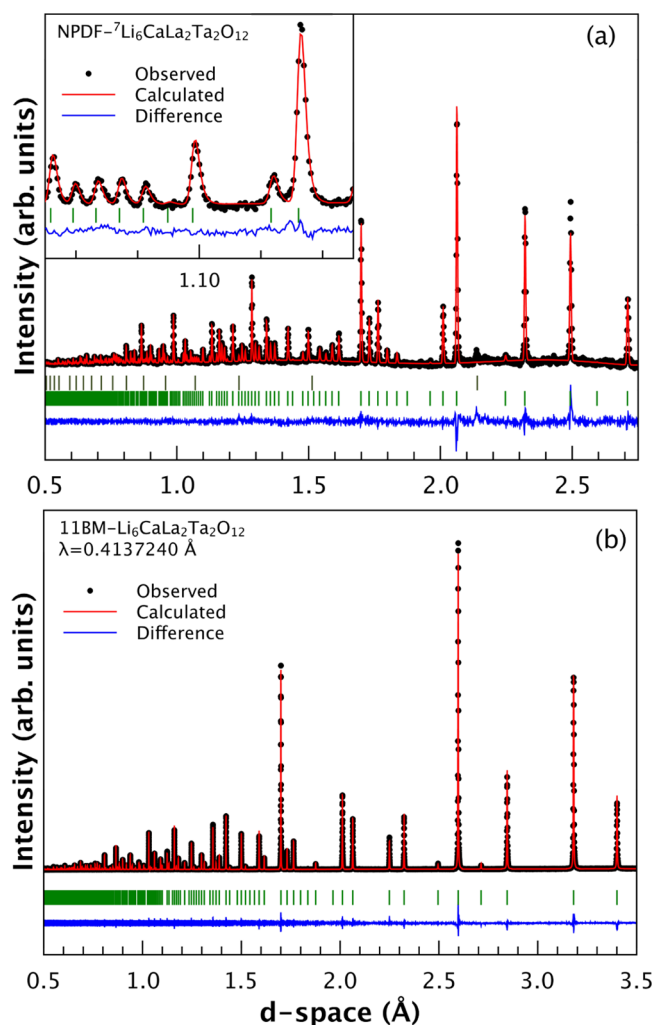 NPDF–⁷Li₆CaLa₂Ta₂O₁₂
(a)
Observed
Calculated
Difference
1.10
Intensity (arb. units)
0.5 1.0 1.5 2.0 2.5
11BM–Li₆CaLa₂Ta₂O₁₂
λ=0.4137240 Å
(b)
Observed
Calculated
Difference
Intensity (arb. units)
0.5 1.0 1.5 2.0 2.5 3.0 3.5
d-space (Å)